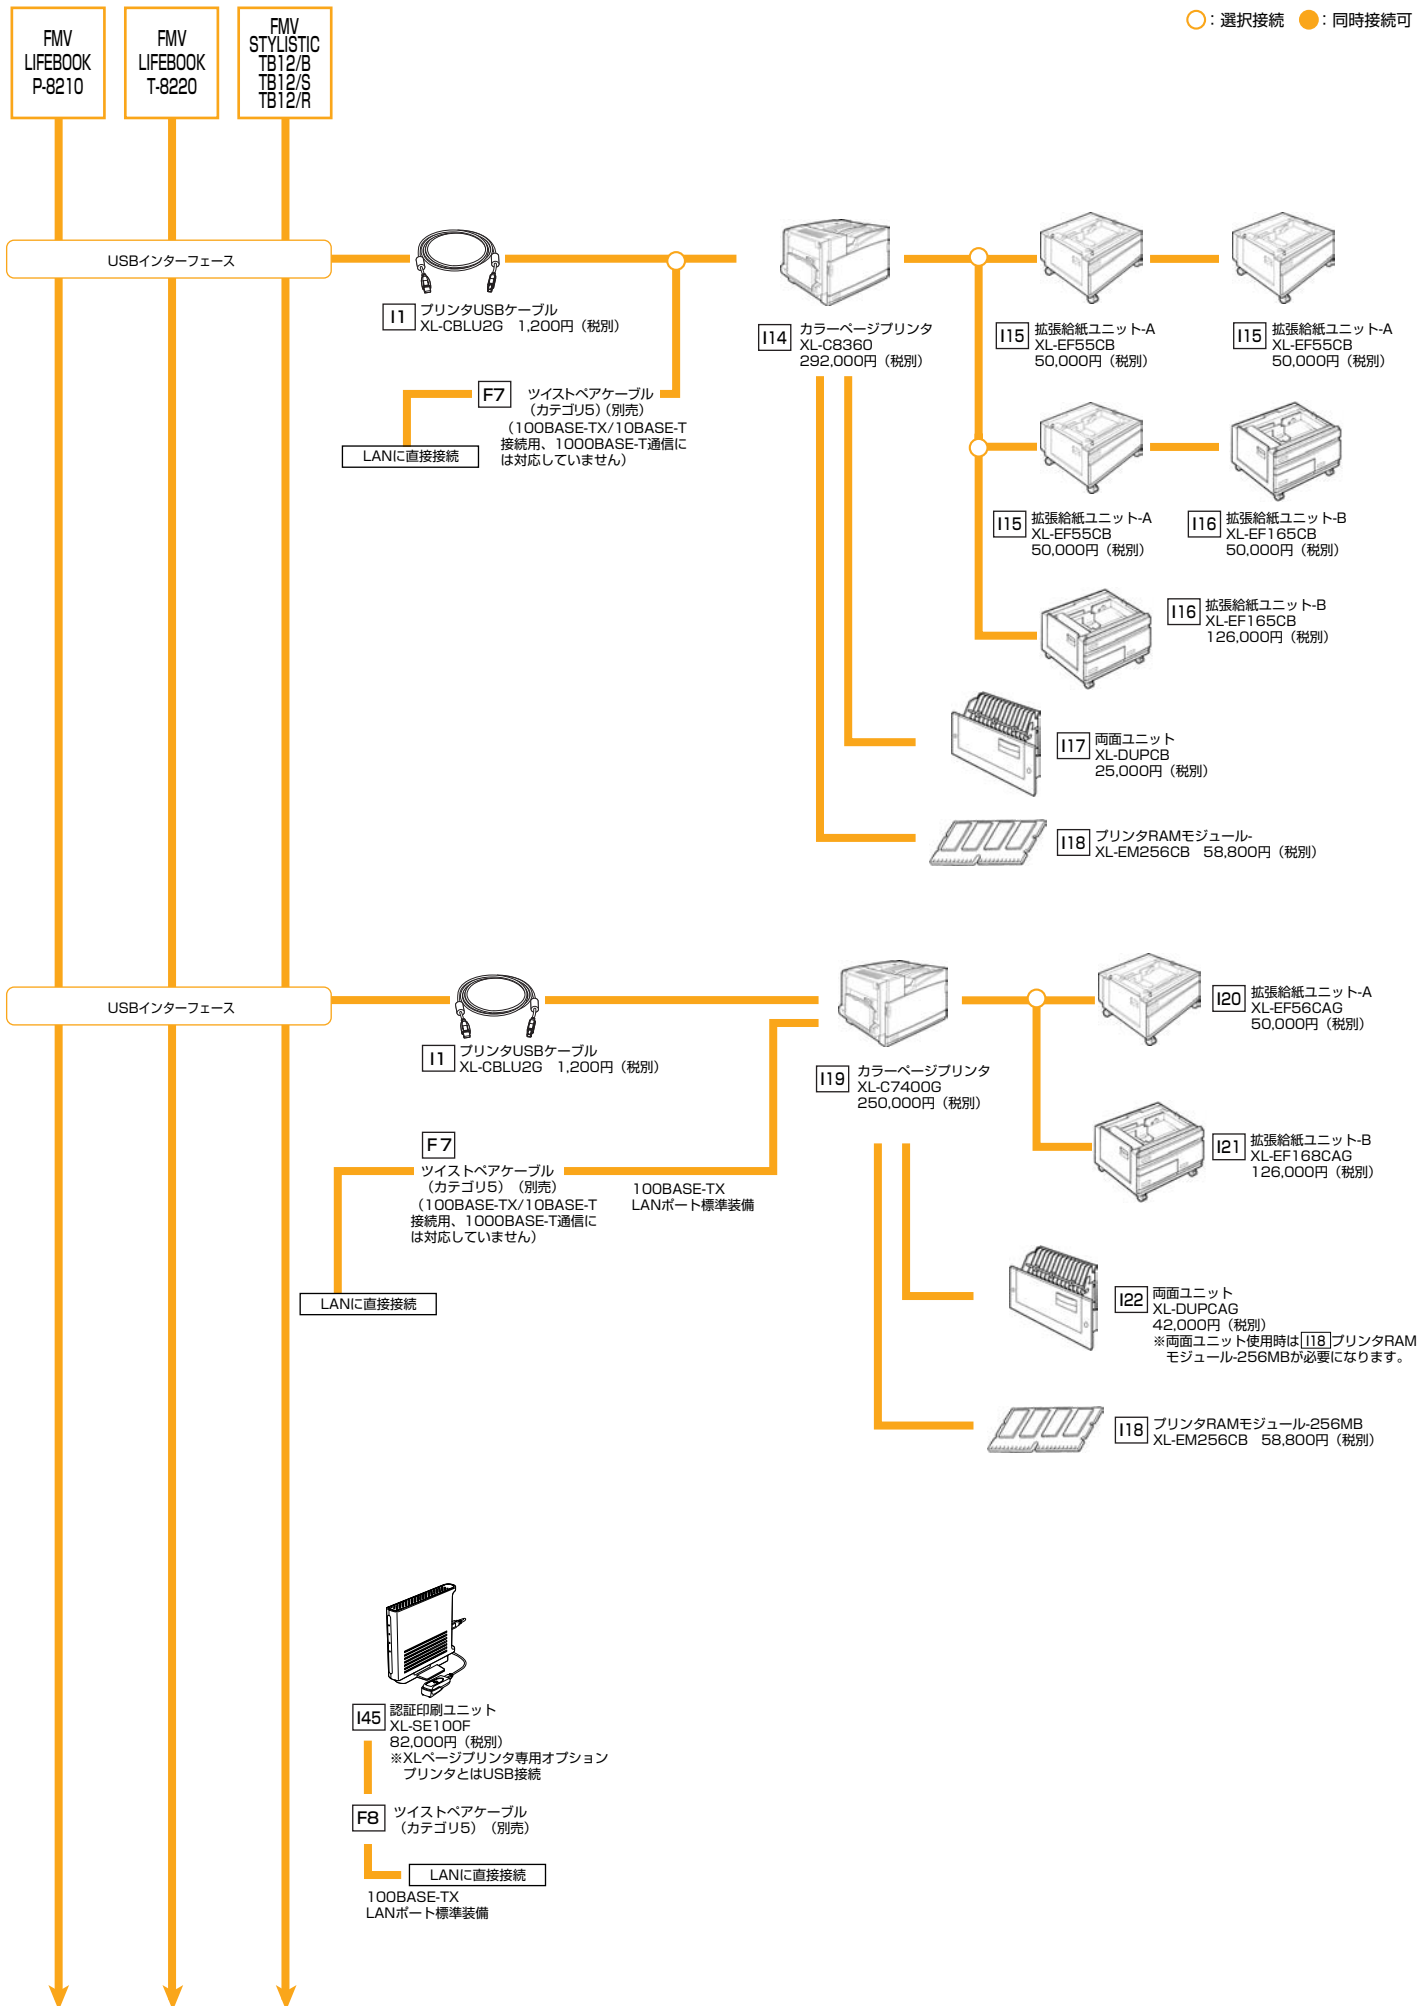 ○：選択接続 ●：同時接続可
FMV
LIFEBOOK
P-8210
FMV
LIFEBOOK
T-8220
FMV
STYLISTIC
TB12/B
TB12/S
TB12/R
USBインターフェース
I1 プリンタUSBケーブル
XL-CBLU2G 1,200円（税別）
F7 ツイストペアケーブル
（カテゴリ5）（別売）
（100BASE-TX/10BASE-T
接続用、1000BASE-T通信に
は対応していません）
LANに直接接続
I14 カラーページプリンタ
XL-C8360
292,000円（税別）
I15 拡張給紙ユニット-A
XL-EF55CB
50,000円（税別）
I15 拡張給紙ユニット-A
XL-EF55CB
50,000円（税別）
I15 拡張給紙ユニット-A
XL-EF55CB
50,000円（税別）
I16 拡張給紙ユニット-B
XL-EF165CB
50,000円（税別）
I16 拡張給紙ユニット-B
XL-EF165CB
126,000円（税別）
I17 両面ユニット
XL-DUPCB
25,000円（税別）
I18 プリンタRAMモジュール-
XL-EM256CB 58,800円（税別）
USBインターフェース
I1 プリンタUSBケーブル
XL-CBLU2G 1,200円（税別）
F7
ツイストペアケーブル
（カテゴリ5）（別売）
（100BASE-TX/10BASE-T
接続用、1000BASE-T通信に
は対応していません）
100BASE-TX
LANポート標準装備
LANに直接接続
I19 カラーページプリンタ
XL-C7400G
250,000円（税別）
I20 拡張給紙ユニット-A
XL-EF56CAG
50,000円（税別）
I21 拡張給紙ユニット-B
XL-EF168CAG
126,000円（税別）
I22 両面ユニット
XL-DUPCAG
42,000円（税別）
※両面ユニット使用時はI18プリンタRAM
モジュール-256MBが必要になります。
I18 プリンタRAMモジュール-256MB
XL-EM256CB 58,800円（税別）
I45 認証印刷ユニット
XL-SE100F
82,000円（税別）
※XLページプリンタ専用オプション
プリンタとはUSB接続
F8 ツイストペアケーブル
（カテゴリ5）（別売）
LANに直接接続
100BASE-TX
LANポート標準装備